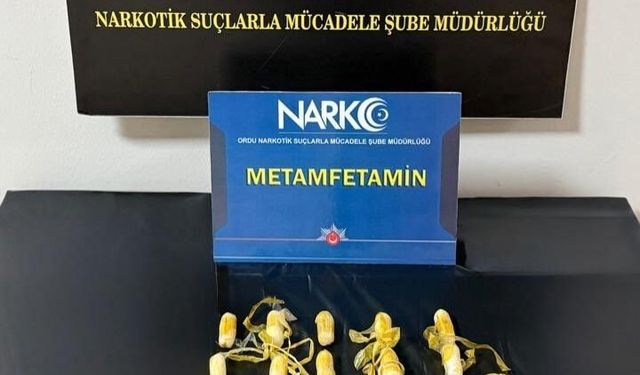 NARKOTİK SUÇLARLA MÜCADELE ŞUBE MÜDÜRLÜĞÜ
NARKO
ORDU NARKOTİK SUÇLARLA MÜCADELE ŞUBE MÜDÜRLÜĞÜ
METAMFETAMİN